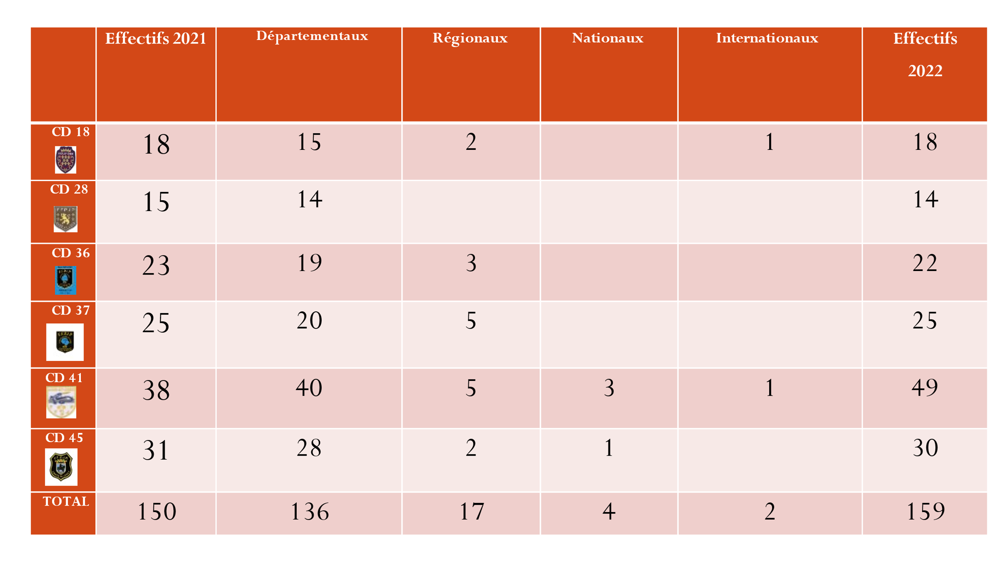 Effectifs 2021 Départementaux Régionaux Nationaux Internationaux Effectifs
2022
CD 18 18 15 2 1 18
CD 28 15 14 14
CD 36 23 19 3 22
CD 37 25 20 5 25
CD 41 38 40 5 3 1 49
CD 45 31 28 2 1 30
TOTAL 150 136 17 4 2 159